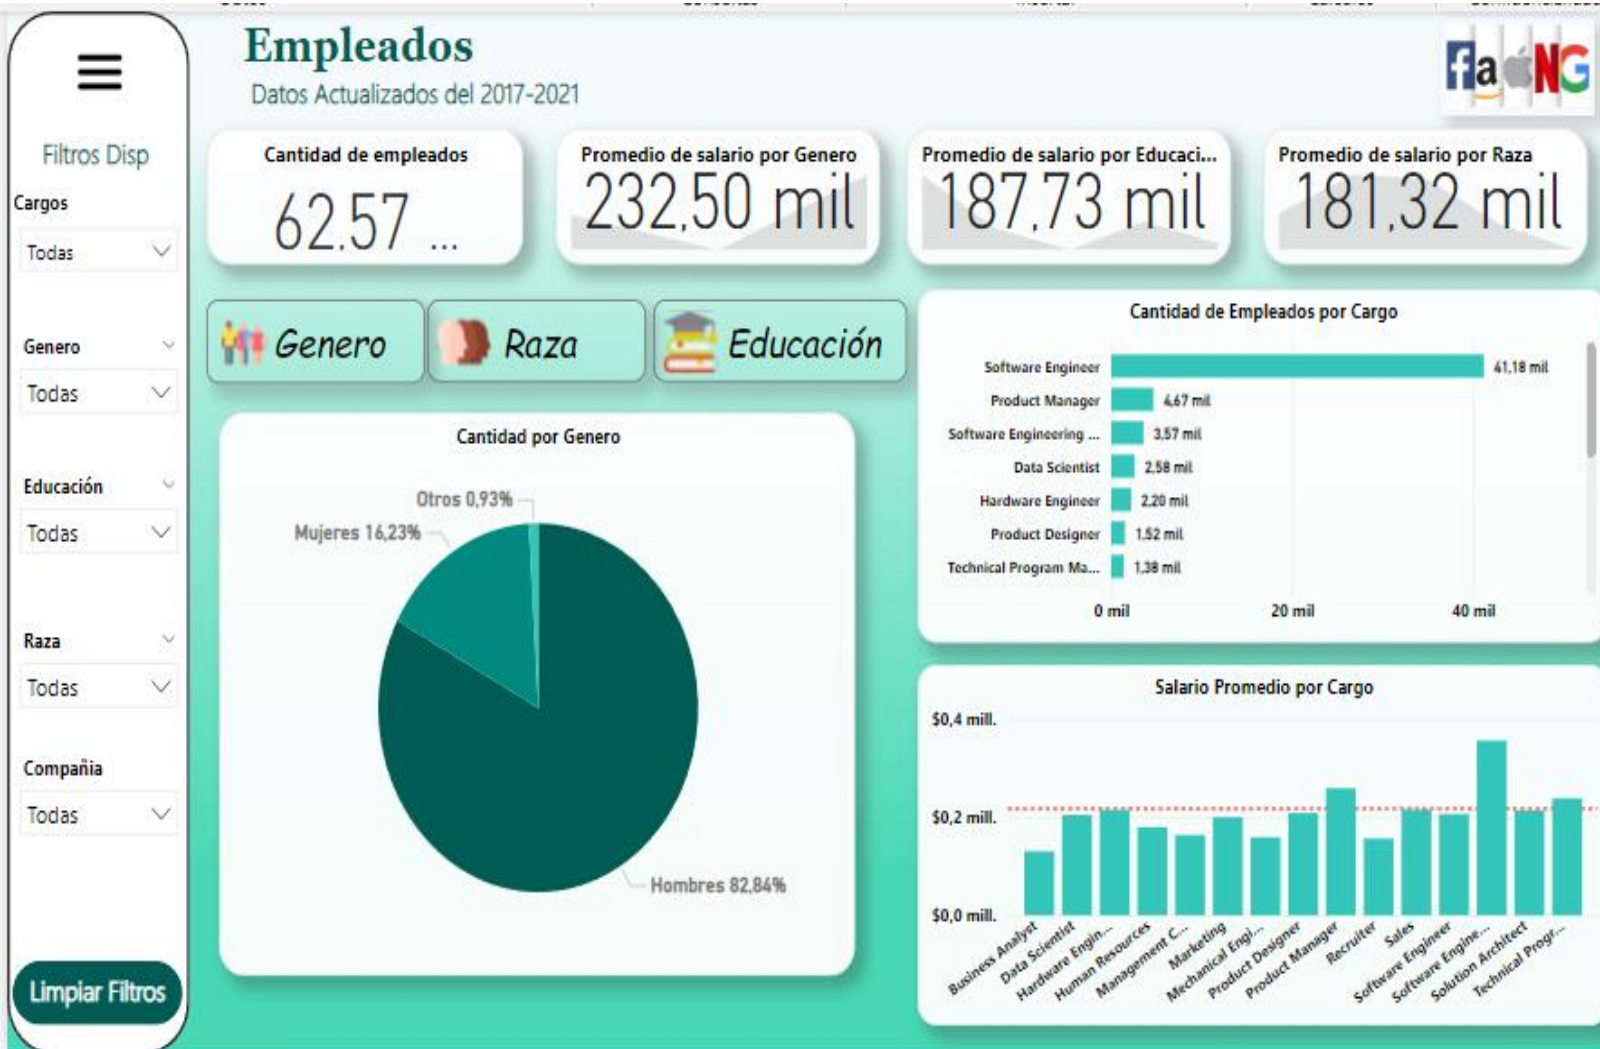 Empleados
Datos Actualizados del 2017-2021
faNG
Filtros Disp
Cargos
Todas
Genero
Todas
Educación
Todas
Raza
Todas
Compañia
Todas
Limpiar Filtros
Cantidad de empleados
62.57 ...
Promedio de salario por Genero
232,50 mil
Promedio de salario por Educaci...
187,73 mil
Promedio de salario por Raza
181,32 mil
Genero
Raza
Educación
Cantidad por Genero
Otros 0,93%
Mujeres 16,23%
Hombres 82,84%
Cantidad de Empleados por Cargo
Software Engineer 41,18 mil
Product Manager 4,67 mil
Software Engineering ... 3,57 mil
Data Scientist 2,58 mil
Hardware Engineer 2,20 mil
Product Designer 1,52 mil
Technical Program Ma... 1,38 mil
0 mil 20 mil 40 mil
Salario Promedio por Cargo
$0,4 mill.
$0,2 mill.
$0,0 mill.
Business Analyst
Data Scientist
Hardware Engin...
Human Resources
Management C...
Marketing
Mechanical Engi...
Product Designer
Product Manager
Recruiter
Sales
Software Engineer
Software Engine...
Solution Architect
Technical Progr...